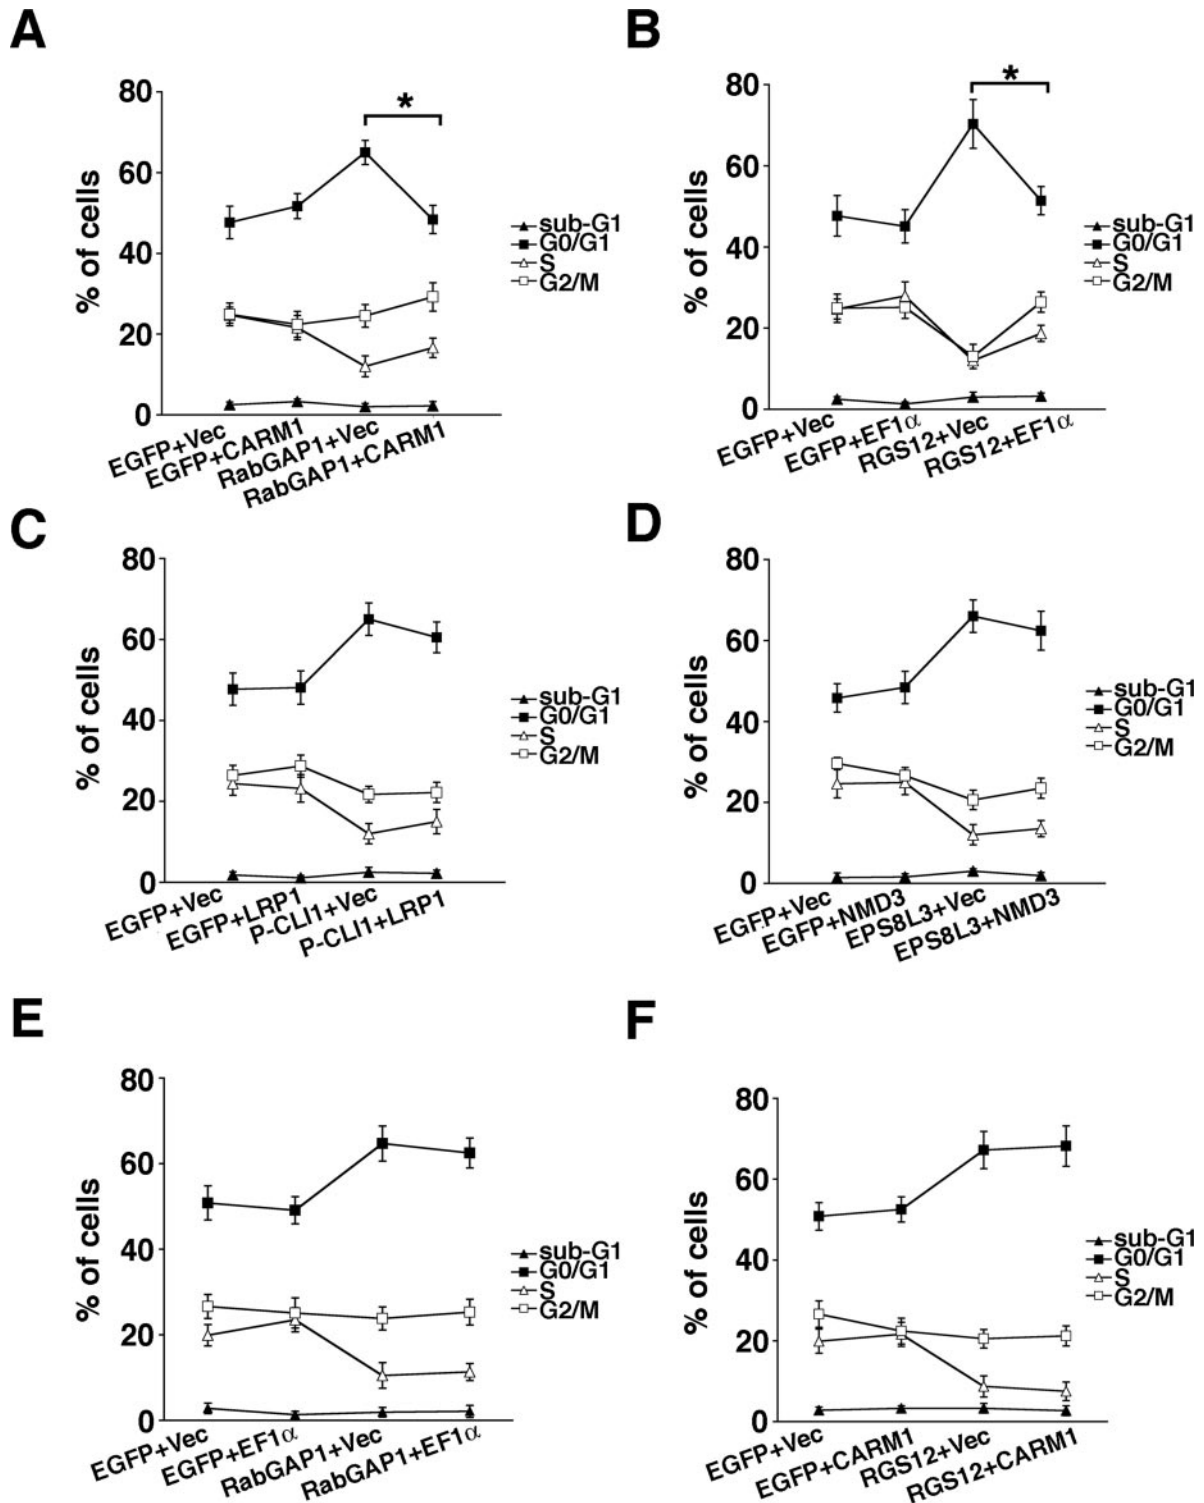 A
80
60
40
20
0
% of cells
*
sub-G1
G0/G1
S
G2/M
EGFP+Vec
EGFP+CARM1
RabGAP1+Vec
RabGAP1+CARM1
B
80
60
40
20
0
% of cells
*
sub-G1
G0/G1
S
G2/M
EGFP+Vec
EGFP+EF1α
RGS12+Vec
RGS12+EF1α
C
80
60
40
20
0
% of cells
sub-G1
G0/G1
S
G2/M
EGFP+Vec
EGFP+LRP1
P-CLI1+Vec
P-CLI1+LRP1
D
80
60
40
20
0
% of cells
sub-G1
G0/G1
S
G2/M
EGFP+Vec
EGFP+NMD3
EPS8L3+Vec
EPS8L3+NMD3
E
80
60
40
20
0
% of cells
sub-G1
G0/G1
S
G2/M
EGFP+Vec
EGFP+EF1α
RabGAP1+Vec
RabGAP1+EF1α
F
80
60
40
20
0
% of cells
sub-G1
G0/G1
S
G2/M
EGFP+Vec
EGFP+CARM1
RGS12+Vec
RGS12+CARM1